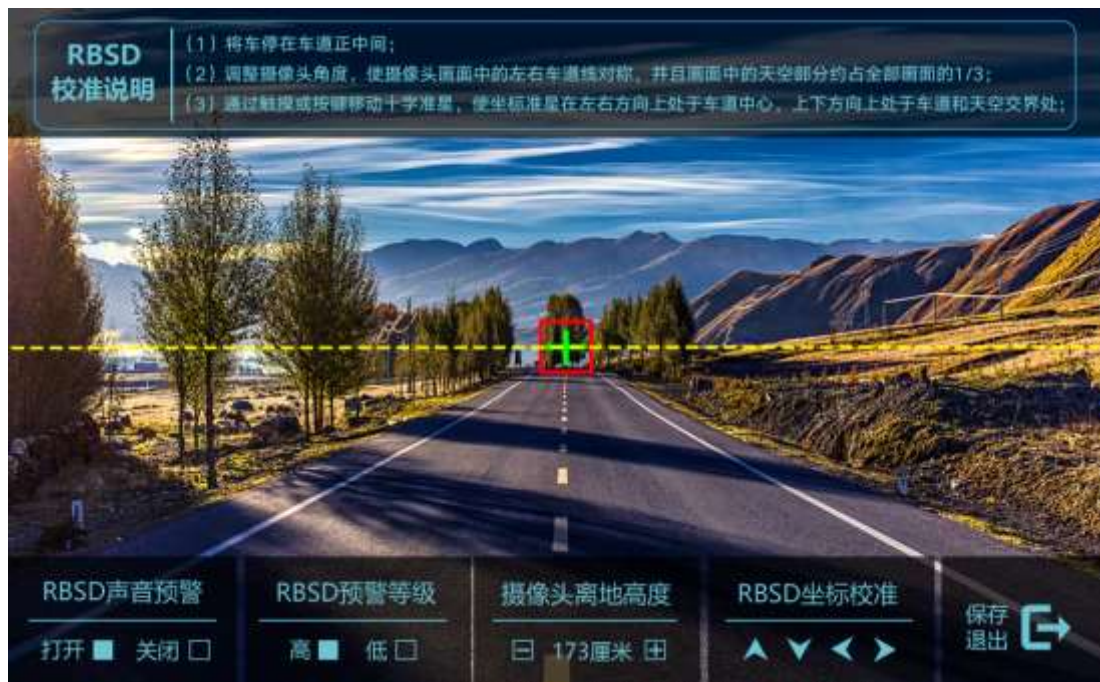 RBSD
校准说明
（1）将车停在车道正中间；
（2）调整摄像头角度，使摄像头画面中的左右车道线对称，并且画面中的天空部分约占全部画面的1/3；
（3）通过触摸或按键移动十字准星，使坐标准星在左右方向上处于车道中心，上下方向上处于车道和天空交界处；
RBSD声音预警
打开 关闭
RBSD预警等级
高 低
摄像头离地高度
173厘米
RBSD坐标校准
保存
退出